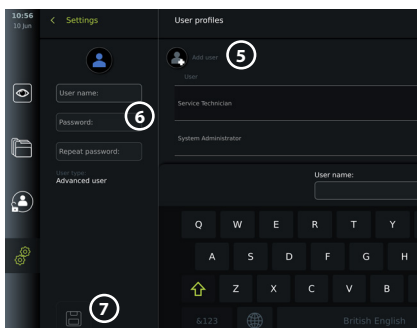 10:56
10 Jun
Settings
User profiles
Add user
5
User
User name:
Password:
6
Service Technician
Repeat password:
System Administrator
User type:
Advanced user
User name:
Q W E R T Y
A S D F G H
Z X C V B
7
&123
British English